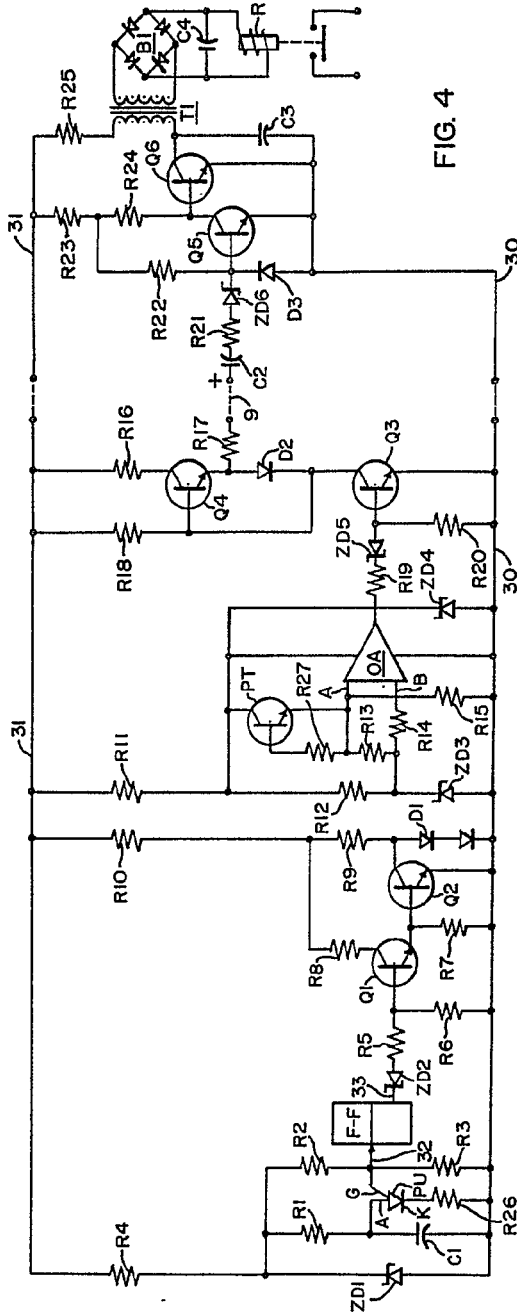 31
31
R4
R10
R11
R18
R16
R23
R25
R24
R22
T1
B1
C4
R
C3
Q6
Q5
D3
ZD6
R21
C2
+
9
R17
D2
Q4
Q3
ZD5
R19
R20
ZD4
OA
A
B
PT
R27
R13
R14
R15
R12
ZD3
R9
D1
R8
Q2
Q1
R7
R5
R6
33
ZD2
F-F
32
R2
R3
G
A
PU
K
R1
R26
C1
ZD1
30
30
FIG. 4